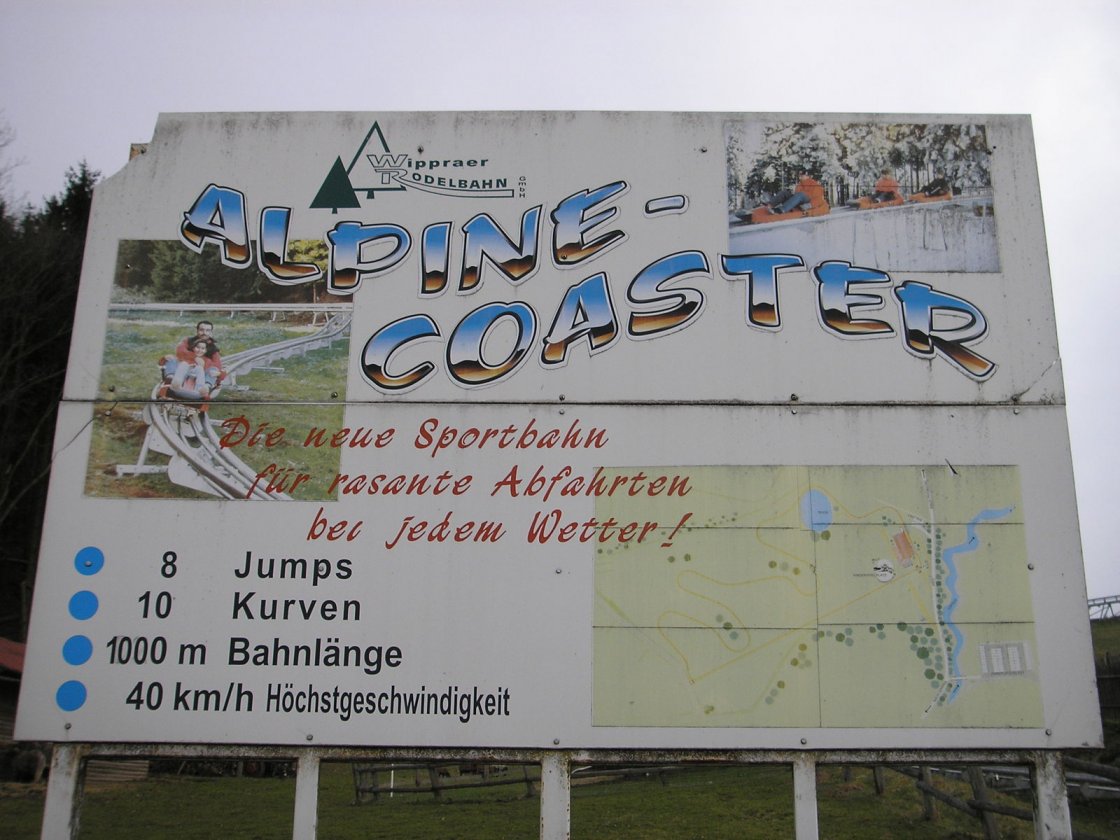 Wippraer
Rodelbahn
GmbH
ALPINE-
COASTER
Die neue Sportbahn
für rasante Abfahrten
bei jedem Wetter!
8 Jumps
10 Kurven
1000 m Bahnlänge
40 km/h Höchstgeschwindigkeit